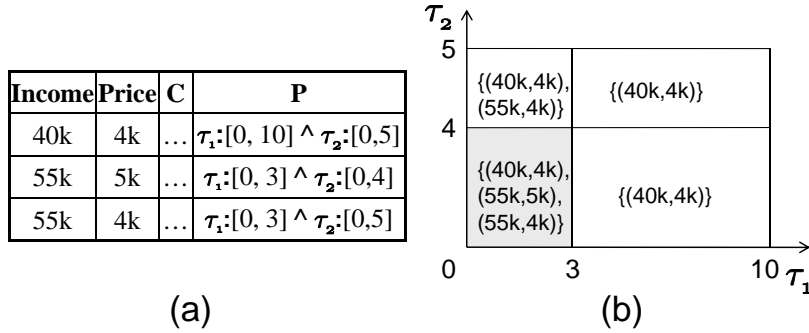 Income Price C P
40k 4k … τ₁:[0, 10] ^ τ₂:[0,5]
55k 5k … τ₁:[0, 3] ^ τ₂:[0,4]
55k 4k … τ₁:[0, 3] ^ τ₂:[0,5]
(a)
τ₂
5
{(40k,4k),
(55k,4k)}
{(40k,4k)}
4
{(40k,4k),
(55k,5k),
(55k,4k)}
{(40k,4k)}
0 3 10 τ₁
(b)